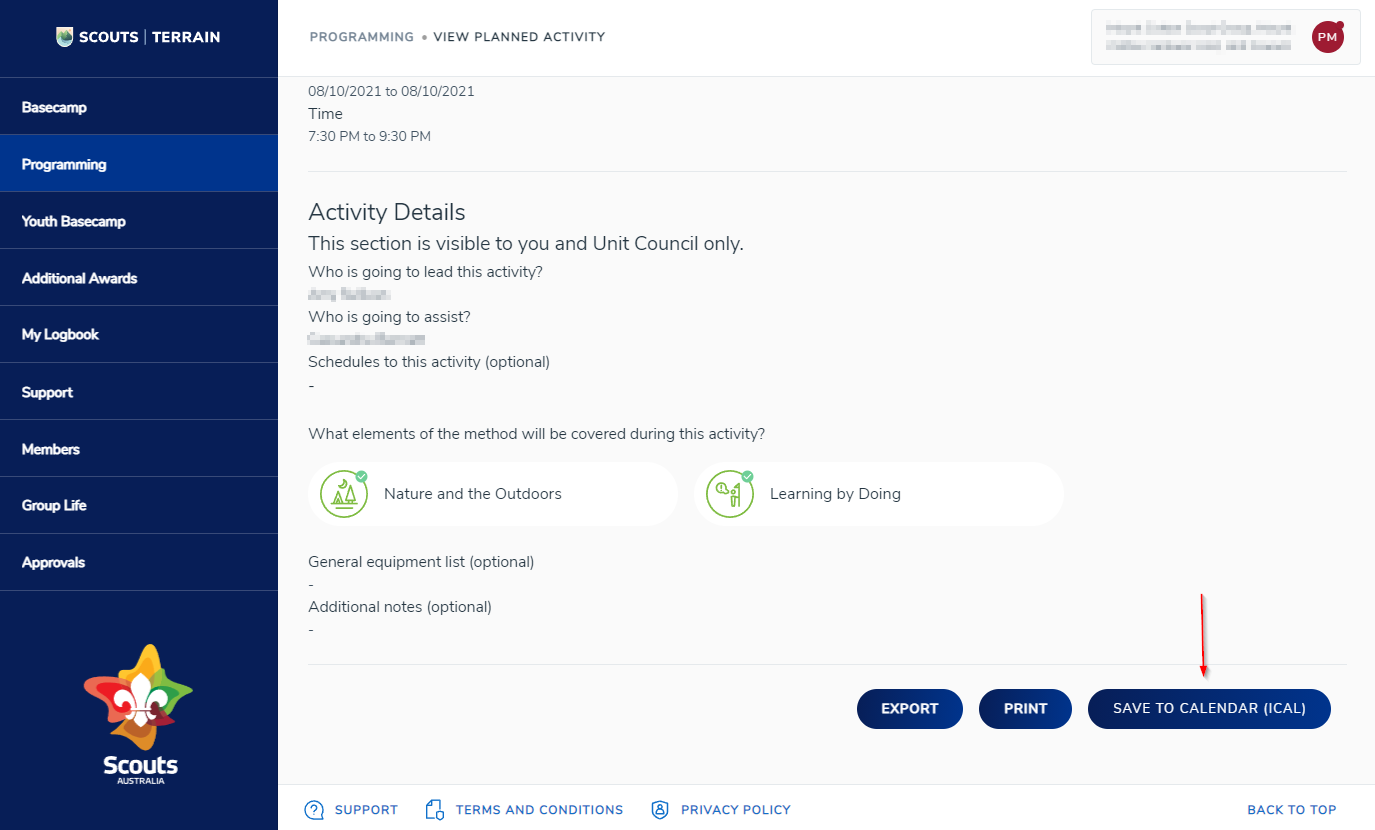 SCOUTS | TERRAIN
PROGRAMMING • VIEW PLANNED ACTIVITY
PM
Basecamp
Programming
Youth Basecamp
Additional Awards
My Logbook
Support
Members
Group Life
Approvals
Scouts
AUSTRALIA
08/10/2021 to 08/10/2021
Time
7:30 PM to 9:30 PM
Activity Details
This section is visible to you and Unit Council only.
Who is going to lead this activity?
Who is going to assist?
Schedules to this activity (optional)
-
What elements of the method will be covered during this activity?
Nature and the Outdoors
Learning by Doing
General equipment list (optional)
-
Additional notes (optional)
-
EXPORT
PRINT
SAVE TO CALENDAR (ICAL)
SUPPORT
TERMS AND CONDITIONS
PRIVACY POLICY
BACK TO TOP